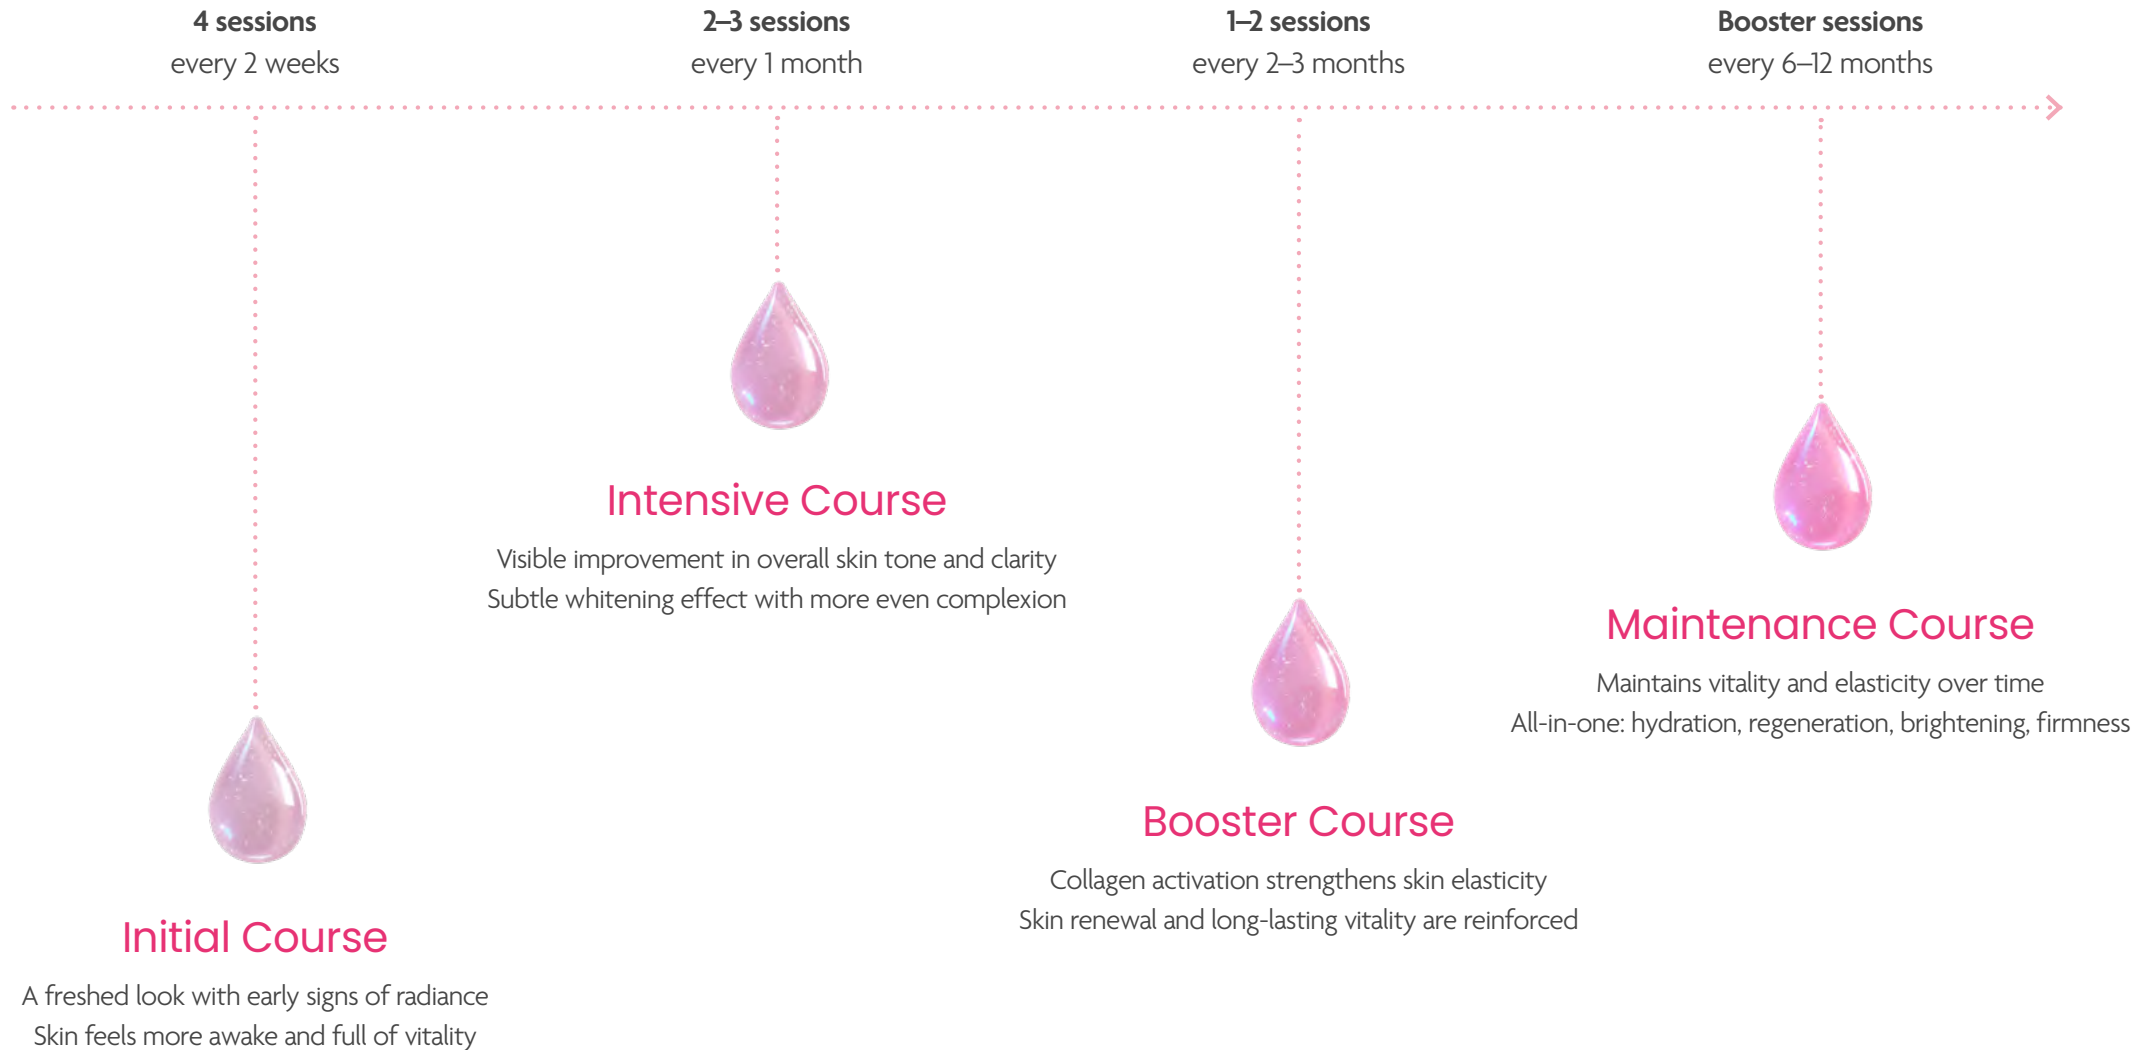 4 sessions
every 2 weeks
2–3 sessions
every 1 month
1–2 sessions
every 2–3 months
Booster sessions
every 6–12 months
Intensive Course
Visible improvement in overall skin tone and clarity
Subtle whitening effect with more even complexion
Maintenance Course
Maintains vitality and elasticity over time
All-in-one: hydration, regeneration, brightening, firmness
Booster Course
Collagen activation strengthens skin elasticity
Skin renewal and long-lasting vitality are reinforced
Initial Course
A freshed look with early signs of radiance
Skin feels more awake and full of vitality